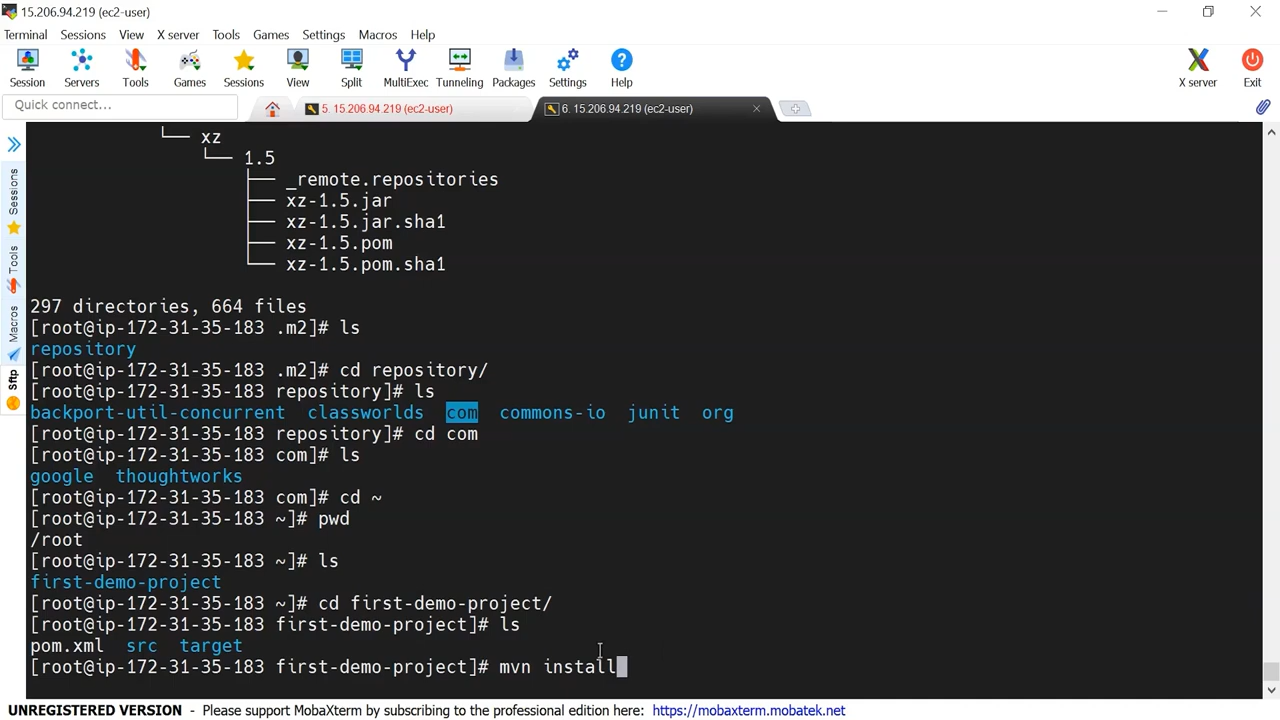 15.206.94.219 (ec2-user)
Terminal Sessions View X server Tools Games Settings Macros Help
Session Servers Tools Games Sessions View Split MultiExec Tunneling Packages Settings Help X server Exit
Quick connect... 5. 15.206.94.219 (ec2-user) 6. 15.206.94.219 (ec2-user)
Sessions
Tools
Macros
Sftp
└── xz
└── 1.5
├── _remote.repositories
├── xz-1.5.jar
├── xz-1.5.jar.sha1
├── xz-1.5.pom
└── xz-1.5.pom.sha1
297 directories, 664 files
[root@ip-172-31-35-183 .m2]# ls
repository
[root@ip-172-31-35-183 .m2]# cd repository/
[root@ip-172-31-35-183 repository]# ls
backport-util-concurrent classworlds com commons-io junit org
[root@ip-172-31-35-183 repository]# cd com
[root@ip-172-31-35-183 com]# ls
google thoughtworks
[root@ip-172-31-35-183 com]# cd ~
[root@ip-172-31-35-183 ~]# pwd
/root
[root@ip-172-31-35-183 ~]# ls
first-demo-project
[root@ip-172-31-35-183 ~]# cd first-demo-project/
[root@ip-172-31-35-183 first-demo-project]# ls
pom.xml src target
[root@ip-172-31-35-183 first-demo-project]# mvn install
UNREGISTERED VERSION - Please support MobaXterm by subscribing to the professional edition here: https://mobaxterm.mobatek.net